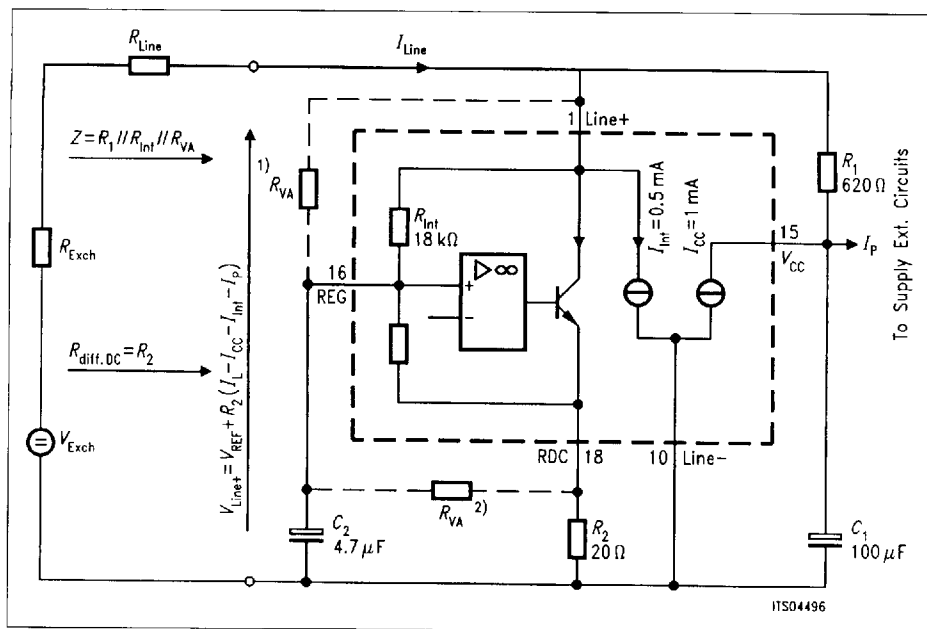 R_Line
I_Line
1 Line+
Z=R_1//R_Int//R_VA
1)
R_VA
R_Int
18 kΩ
I_Int=0.5 mA
I_CC=1 mA
R_1
620 Ω
15
V_CC
I_P
To Supply Ext. Circuits
R_Exch
16
REG
▷ ∞
+
−
R_diff.DC=R_2
V_Line+=V_REF+R_2 (I_L-I_CC-I_Int-I_P)
=
V_Exch
RDC 18
10 Line-
R_VA 2)
C_2
4.7 µF
R_2
20 Ω
C_1
100 µF
ITS04496